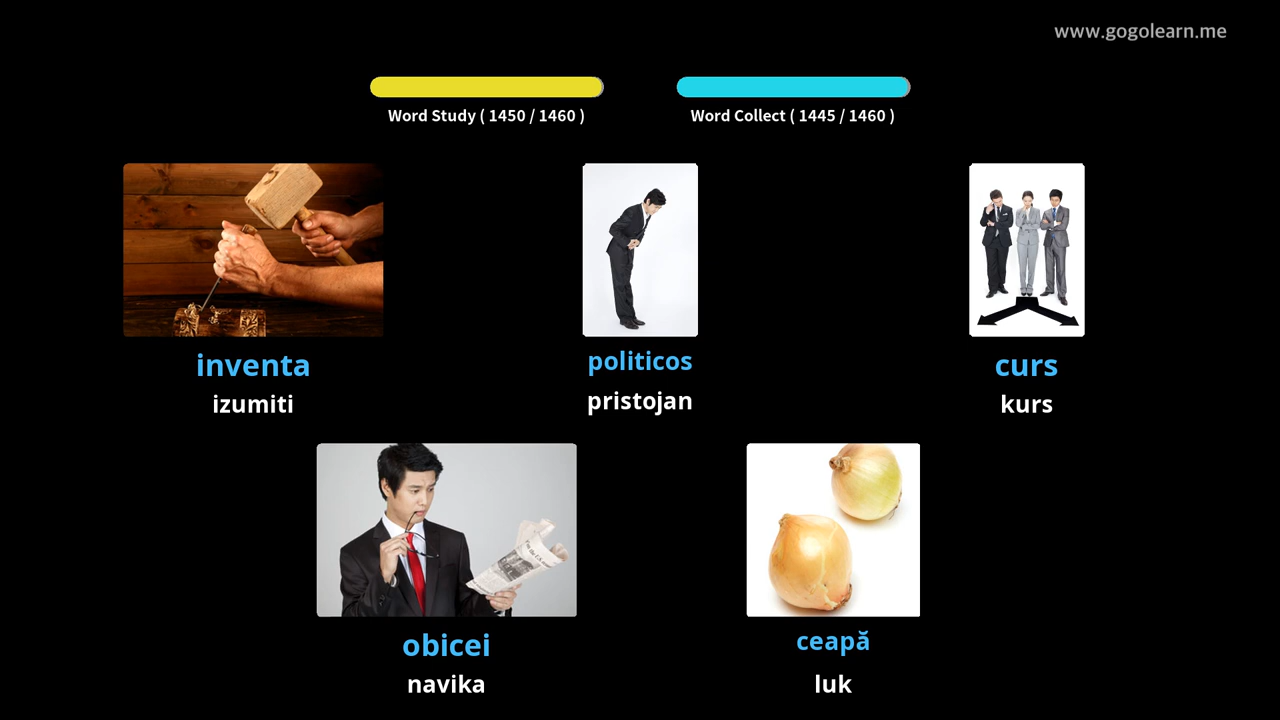 www.gogolearn.me
Word Study ( 1450 / 1460 )
Word Collect ( 1445 / 1460 )
inventa
izumiti
politicos
pristojan
curs
kurs
obicei
navika
ceapă
luk